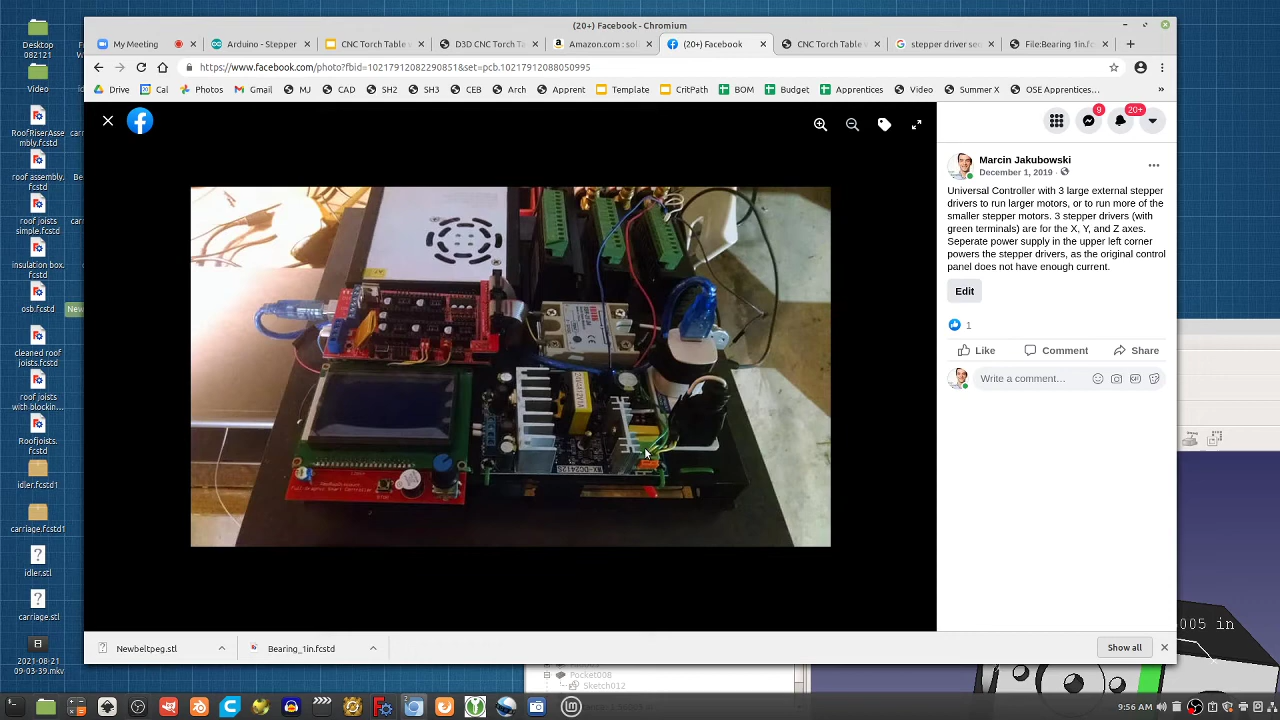 (20+) Facebook - Chromium
My Meeting
Arduino - Stepper
CNC Torch Table v
D3D CNC Torch Ta
Amazon.com : soli
(20+) Facebook
CNC Torch Table v
stepper driver sec
File:Bearing 1in.fc
https://www.facebook.com/photo?fbid=10217912082290851&set=pcb.10217912088050995
Drive
Cal
Photos
Gmail
MJ
CAD
SH2
SH3
CEB
Arch
Apprent
Template
CritPath
BOM
Budget
Apprentices
Video
Summer X
OSE Apprentices...
»
9
20+
Marcin Jakubowski
December 1, 2019
Universal Controller with 3 large external stepper
drivers to run larger motors, or to run more of the
smaller stepper motors. 3 stepper drivers (with
green terminals) are for the X, Y, and Z axes.
Seperate power supply in the upper left corner
powers the stepper drivers, as the original control
panel does not have enough current.
Edit
1
Like
Comment
Share
Write a comment...
Desktop
082121
Video
RoofRiserAsse
mbly.fcstd
roof assembly.
fcstd
roof joists
simple.fcstd
insulation box.
fcstd
osb.fcstd
New
cleaned roof
joists.fcstd
roof joists
with blockin...
Roofjoists.
fcstd
idler.fcstd1
carriage.fcstd1
idler.stl
carriage.stl
2021-08-21
09-03-39.mkv
005 in
Newbeltpeg.stl
Bearing_1in.fcstd
Show all
Pocket008
Sketch012
9:56 AM